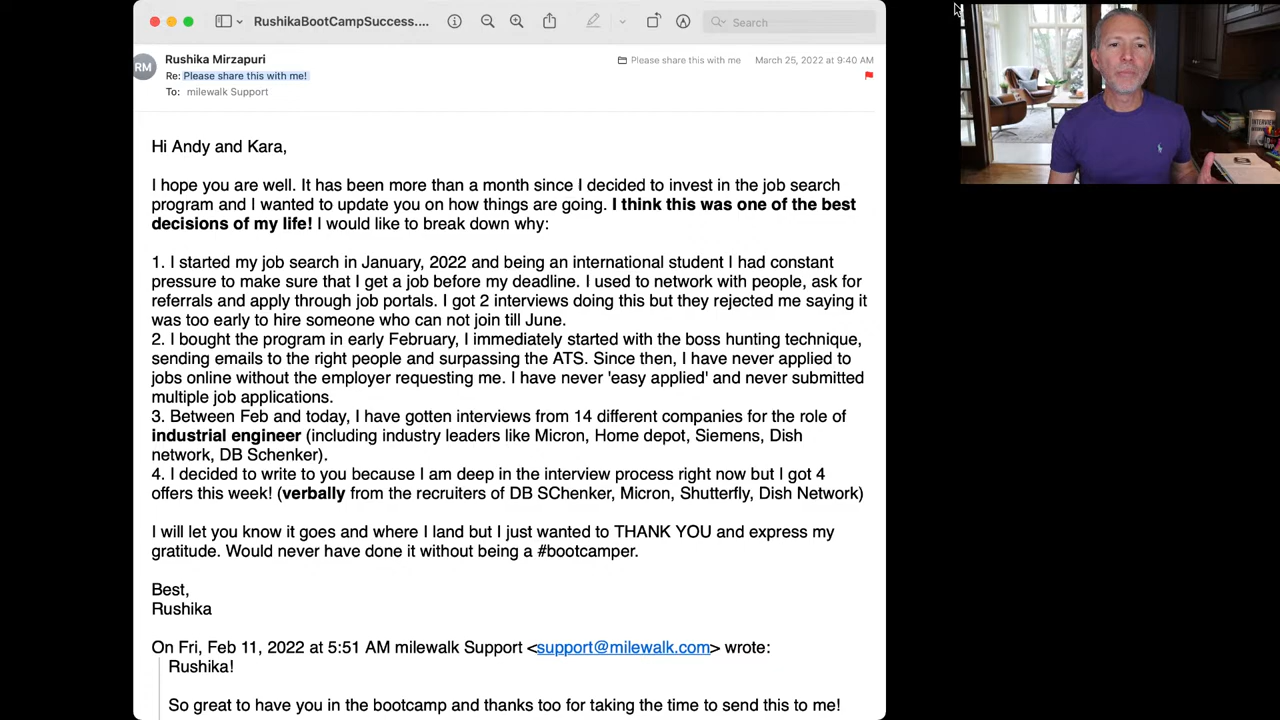 RushikaBootCampSuccess....
Search
RM
Rushika Mirzapuri
Please share this with me!
March 25, 2022 at 9:40 AM
Re: Please share this with me!
To: milewalk Support
Hi Andy and Kara,
I hope you are well. It has been more than a month since I decided to invest in the job search
program and I wanted to update you on how things are going. I think this was one of the best
decisions of my life! I would like to break down why:
1. I started my job search in January, 2022 and being an international student I had constant
pressure to make sure that I get a job before my deadline. I used to network with people, ask for
referrals and apply through job portals. I got 2 interviews doing this but they rejected me saying it
was too early to hire someone who can not join till June.
2. I bought the program in early February, I immediately started with the boss hunting technique,
sending emails to the right people and surpassing the ATS. Since then, I have never applied to
jobs online without the employer requesting me. I have never 'easy applied' and never submitted
multiple job applications.
3. Between Feb and today, I have gotten interviews from 14 different companies for the role of
industrial engineer (including industry leaders like Micron, Home depot, Siemens, Dish
network, DB Schenker).
4. I decided to write to you because I am deep in the interview process right now but I got 4
offers this week! (verbally from the recruiters of DB SChenker, Micron, Shutterfly, Dish Network)
I will let you know it goes and where I land but I just wanted to THANK YOU and express my
gratitude. Would never have done it without being a #bootcamper.
Best,
Rushika
On Fri, Feb 11, 2022 at 5:51 AM milewalk Support <support@milewalk.com> wrote:
Rushika!
So great to have you in the bootcamp and thanks too for taking the time to send this to me!